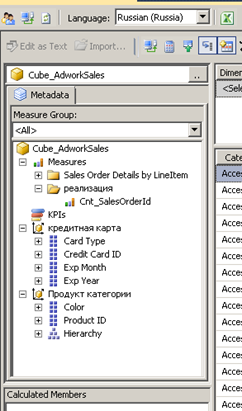 Language: Russian (Russia)
Edit as Text Import...
Cube_AdworkSales ..
Metadata
Measure Group:
<All>
Cube_AdworkSales
Measures
Sales Order Details by LineItem
реализация
Cnt_SalesOrderId
KPIs
кредитная карта
Card Type
Credit Card ID
Exp Month
Exp Year
Продукт категории
Color
Product ID
Hierarchy
Calculated Members
Dimen
<Sele
Cate
Acces
Acces
Acces
Acces
Acces
Acces
Acces
Acces
Acces
Acces
Acces
Acces
Acces
Acces